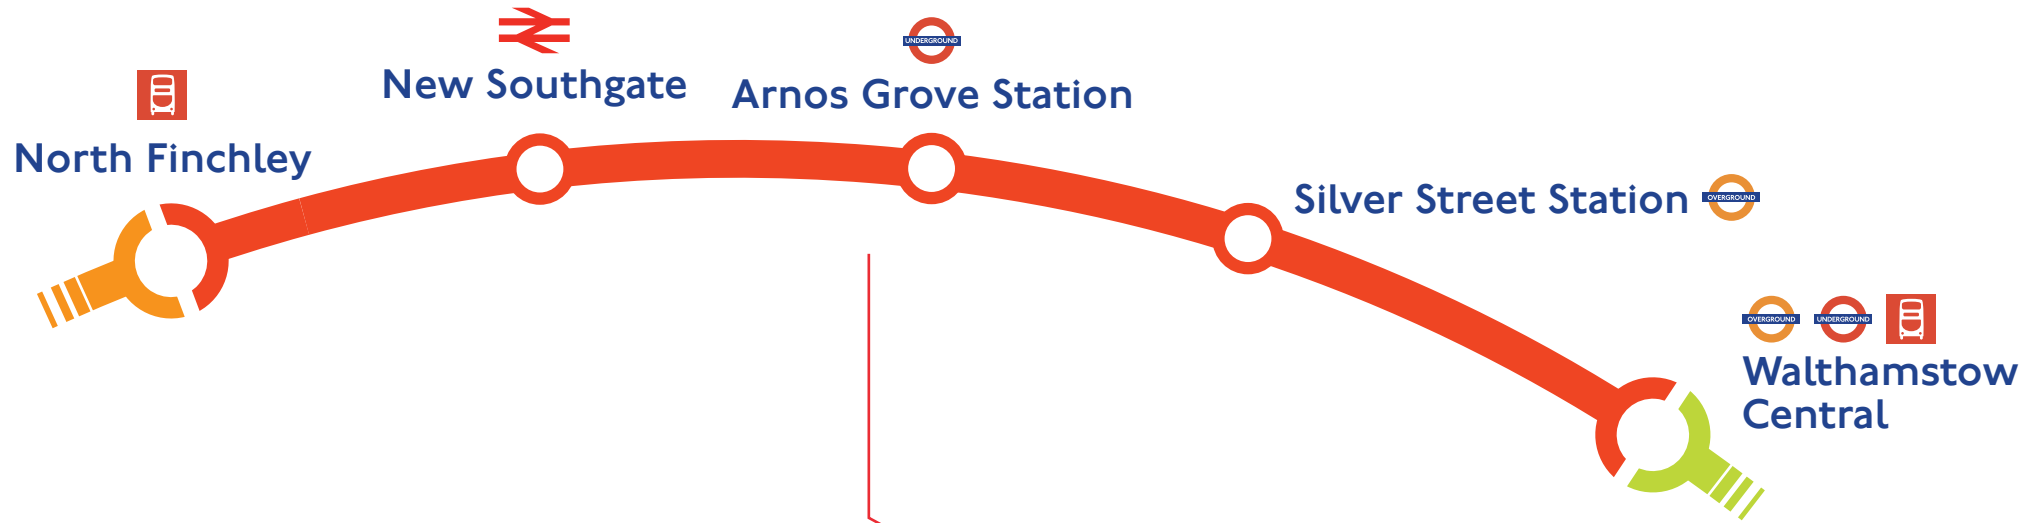 New Southgate
UNDERGROUND
Arnos Grove Station
North Finchley
Silver Street Station
OVERGROUND
OVERGROUND
UNDERGROUND
Walthamstow
Central